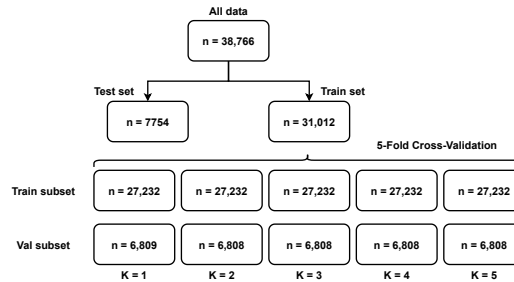 All data
n = 38,766
Test set
Train set
n = 7754
n = 31,012
5-Fold Cross-Validation
Train subset
n = 27,232
n = 27,232
n = 27,232
n = 27,232
n = 27,232
Val subset
n = 6,809
n = 6,808
n = 6,808
n = 6,808
n = 6,808
K = 1
K = 2
K = 3
K = 4
K = 5